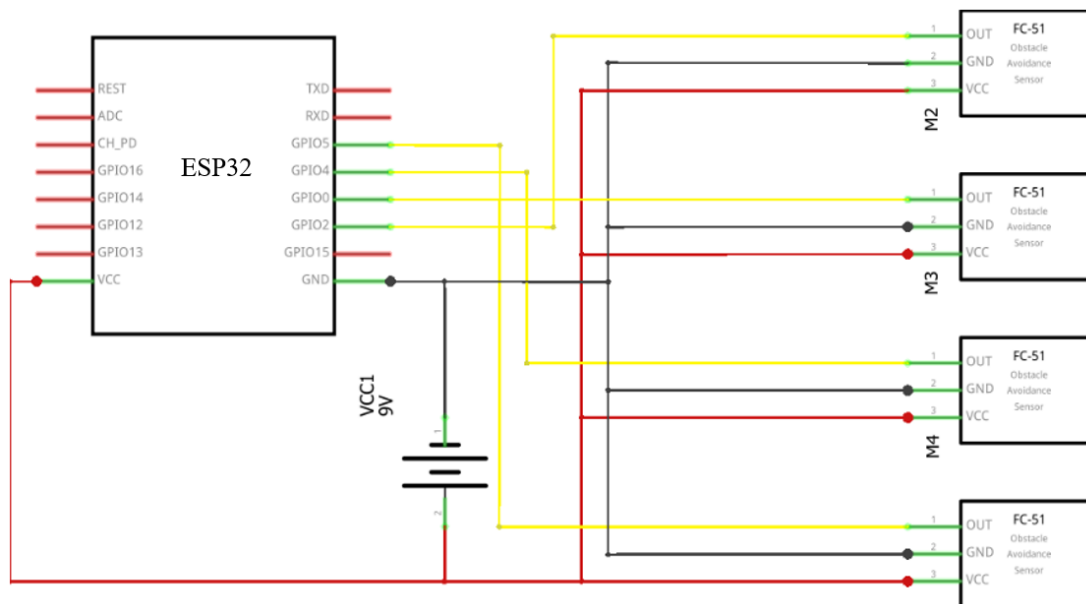 REST
ADC
CH_PD
GPIO16
GPIO14
GPIO12
GPIO13
VCC
ESP32
TXD
RXD
GPIO5
GPIO4
GPIO0
GPIO2
GPIO15
GND
VCC1
9V
1
2
1
2
3
OUT
GND
VCC
FC-51
Obstacle
Avoidance
Sensor
M2
1
2
3
OUT
GND
VCC
FC-51
Obstacle
Avoidance
Sensor
M3
1
2
3
OUT
GND
VCC
FC-51
Obstacle
Avoidance
Sensor
M4
1
2
3
OUT
GND
VCC
FC-51
Obstacle
Avoidance
Sensor